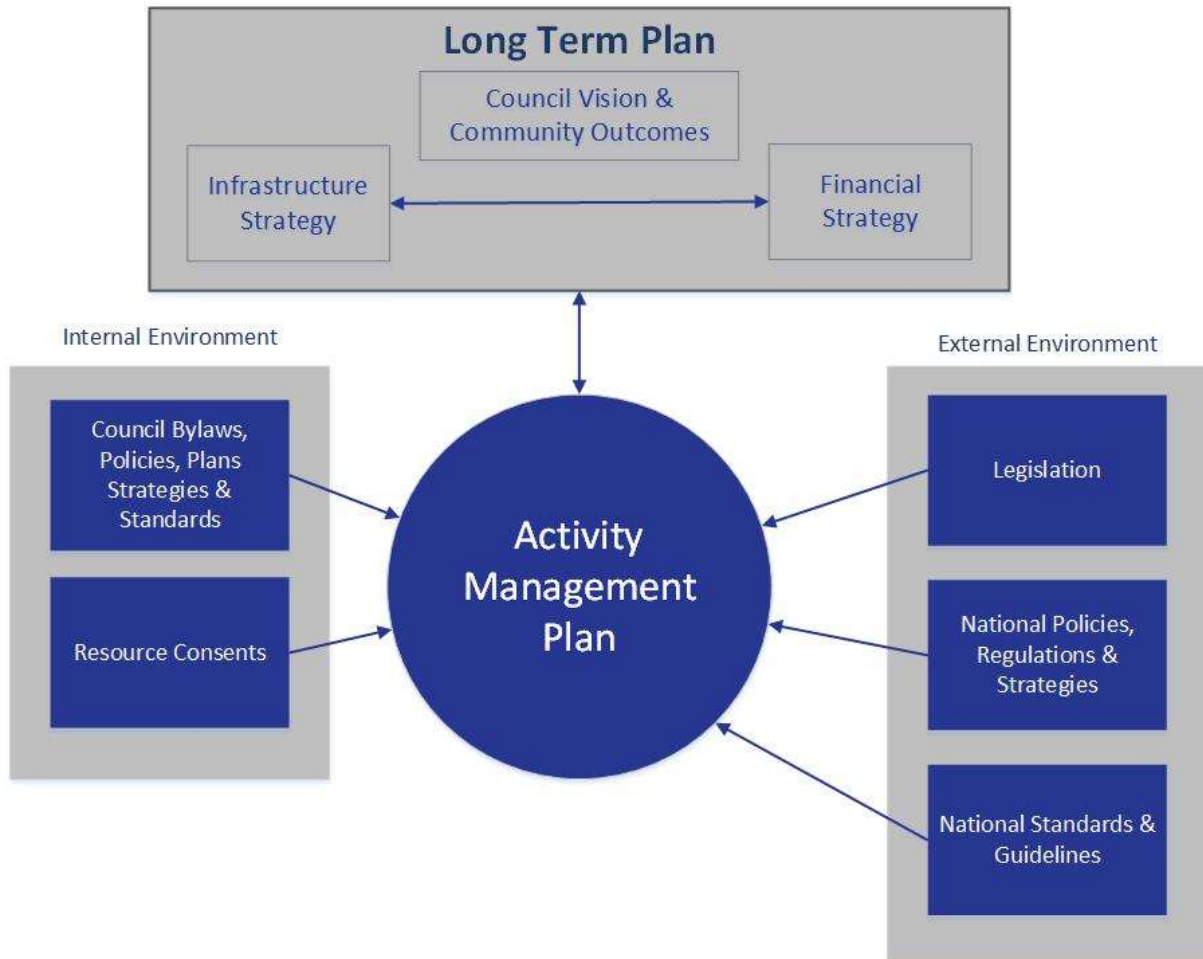 Long Term Plan
Council Vision &
Community Outcomes
Infrastructure
Strategy
Financial
Strategy
Internal Environment
External Environment
Council Bylaws,
Policies, Plans
Strategies &
Standards
Resource Consents
Activity
Management
Plan
Legislation
National Policies,
Regulations &
Strategies
National Standards &
Guidelines